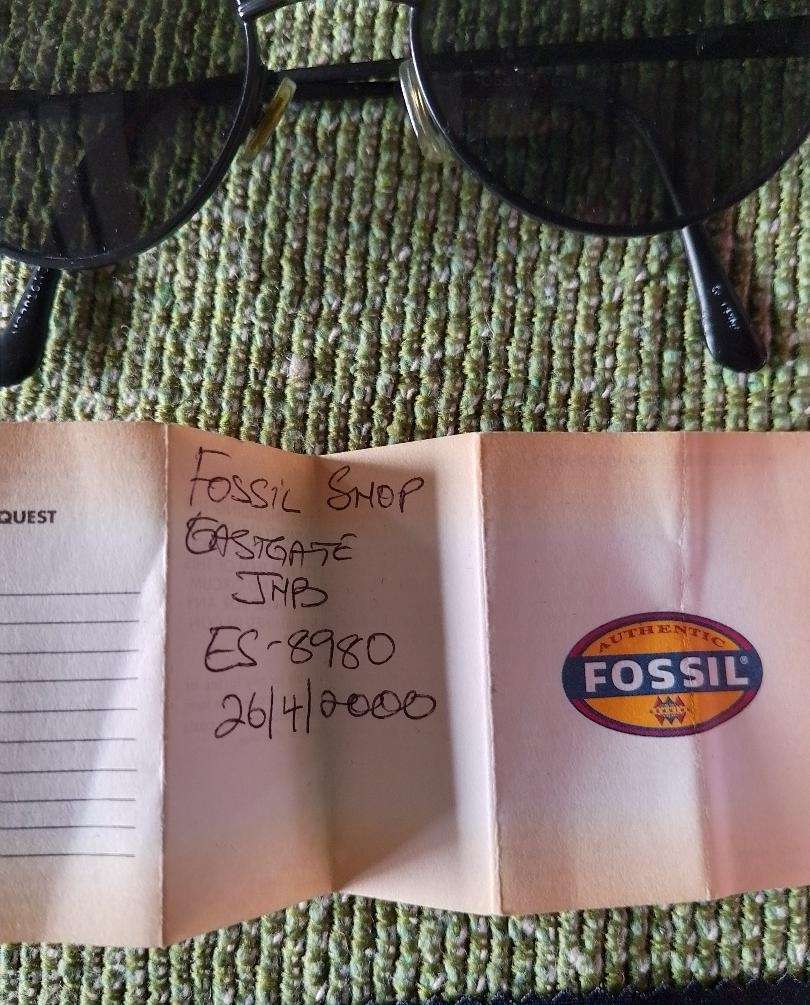 QUEST
FOSSIL SHOP
EASTGATE
JHB
ES-8980
26/4/2000
AUTHENTIC
FOSSIL®